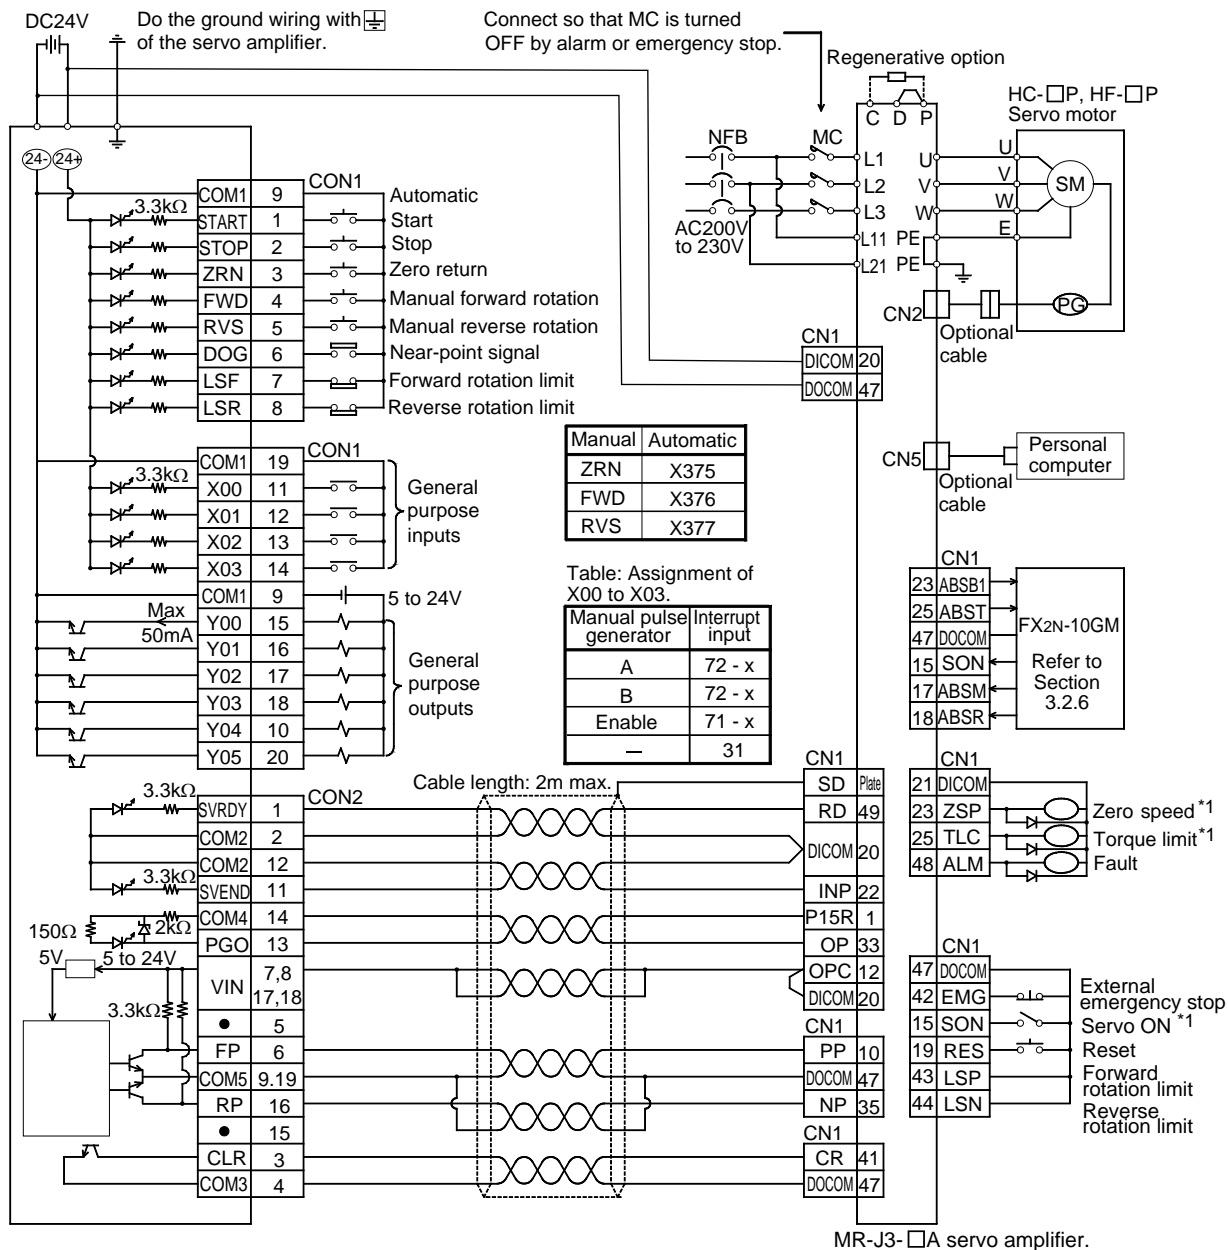 DC24V
Do the ground wiring with
of the servo amplifier.
Connect so that MC is turned
OFF by alarm or emergency stop.
Regenerative option
C D P
HC-□P, HF-□P
Servo motor
NFB
MC
L1
L2
L3
L11
L21
AC200V
to 230V
U
V
W
PE
PE
U
V
W
E
SM
PG
CN2
Optional
cable
24-
24+
CON1
COM1 9 Automatic
3.3kΩ
START 1 Start
STOP 2 Stop
ZRN 3 Zero return
FWD 4 Manual forward rotation
RVS 5 Manual reverse rotation
DOG 6 Near-point signal
LSF 7 Forward rotation limit
LSR 8 Reverse rotation limit
CN1
DICOM 20
DOCOM 47
CON1
COM1 19
3.3kΩ
X00 11
X01 12
X02 13
X03 14
General
purpose
inputs
COM1 9 5 to 24V
Max
50mA
Y00 15
Y01 16
Y02 17
Y03 18
Y04 10
Y05 20
General
purpose
outputs
Manual Automatic
ZRN X375
FWD X376
RVS X377
Table: Assignment of
X00 to X03.
Manual pulse generator Interrupt input
A 72 - x
B 72 - x
Enable 71 - x
— 31
CN5
Optional
cable
Personal
computer
CN1
23 ABSB1
25 ABST
47 DOCOM
15 SON
17 ABSM
18 ABSR
FX2N-10GM
Refer to
Section
3.2.6
Cable length: 2m max.
CON2
3.3kΩ
SVRDY 1
COM2 2
COM2 12
3.3kΩ
SVEND 11
COM4 14
150Ω
2kΩ
PGO 13
5V
5 to 24V
VIN 7,8
17,18
3.3kΩ
● 5
FP 6
COM5 9.19
RP 16
● 15
CLR 3
COM3 4
CN1
SD Plate
RD 49
DICOM 20
INP 22
P15R 1
OP 33
OPC 12
DICOM 20
CN1
PP 10
DOCOM 47
NP 35
CN1
CR 41
DOCOM 47
CN1
21 DICOM
23 ZSP Zero speed *1
25 TLC Torque limit *1
48 ALM Fault
CN1
47 DOCOM
42 EMG External
emergency stop
15 SON Servo ON *1
19 RES Reset
43 LSP Forward
rotation limit
44 LSN Reverse
rotation limit
MR-J3-□A servo amplifier.